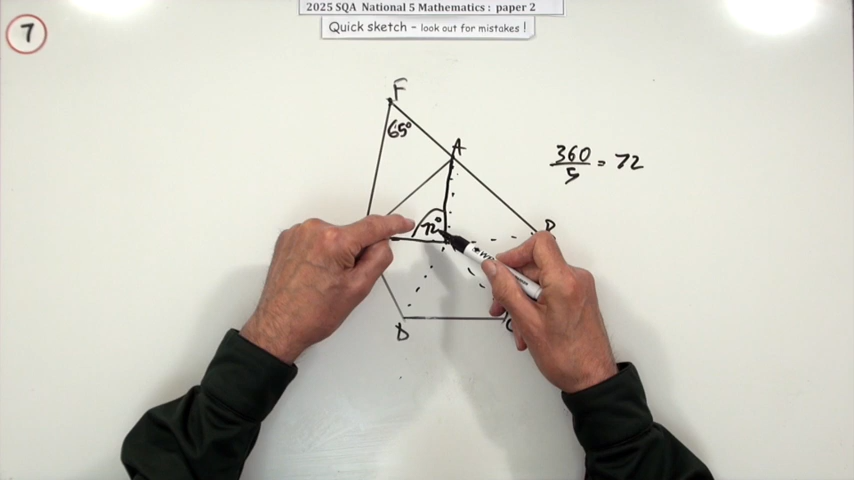 2025 SQA National 5 Mathematics : paper 2
Quick sketch – look out for mistakes !
7
F
65°
A
360/5 = 72
72°
B
D
C